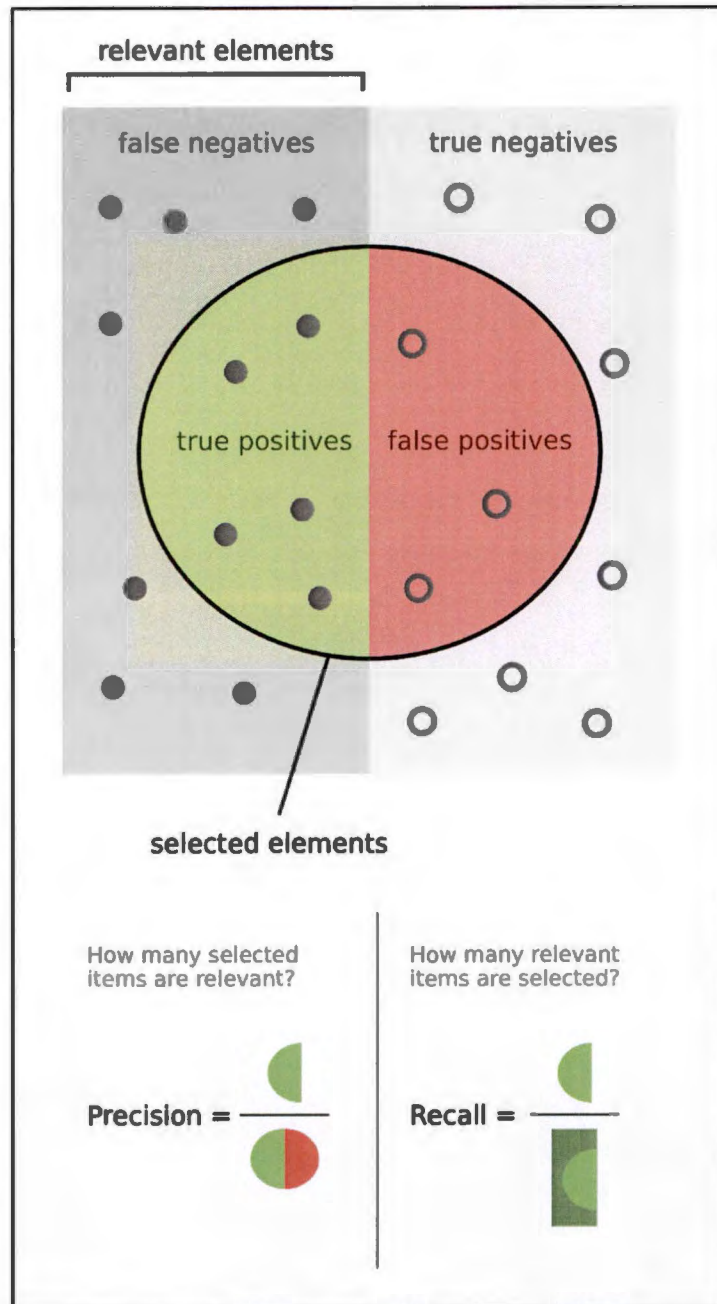 relevant elements
false negatives
true negatives
true positives
false positives
selected elements
How many selected
items are relevant?
Precision =
How many relevant
items are selected?
Recall =